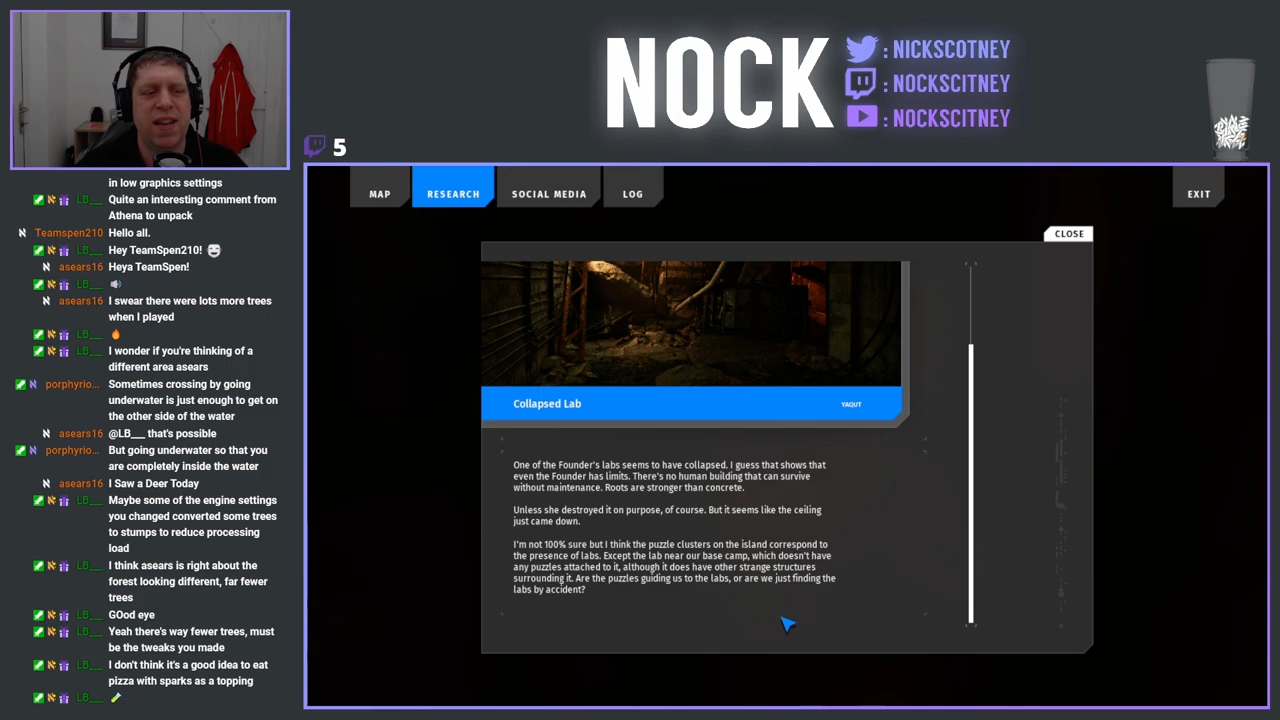 NOCK
: NICKSCOTNEY
: NOCKSCITNEY
: NOCKSCITNEY
5
in low graphics settings
LB__ Quite an interesting comment from
Athena to unpack
Teamspen210 Hello all.
LB__ Hey TeamSpen210!
asears16 Heya TeamSpen!
LB__
asears16 I swear there were lots more trees
when I played
LB__
LB__ I wonder if you're thinking of a
different area asears
porphyrio... Sometimes crossing by going
underwater is just enough to get on
the other side of the water
asears16 @LB__ that's possible
porphyrio... But going underwater so that you
are completely inside the water
asears16 I Saw a Deer Today
LB__ Maybe some of the engine settings
you changed converted some trees
to stumps to reduce processing
load
LB__ I think asears is right about the
forest looking different, far fewer
trees
LB__ GOod eye
LB__ Yeah there's way fewer trees, must
be the tweaks you made
LB__ I don't think it's a good idea to eat
pizza with sparks as a topping
LB__
MAP
RESEARCH
SOCIAL MEDIA
LOG
EXIT
CLOSE
Collapsed Lab
YAQUT
One of the Founder's labs seems to have collapsed. I guess that shows that
even the Founder has limits. There's no human building that can survive
without maintenance. Roots are stronger than concrete.
Unless she destroyed it on purpose, of course. But it seems like the ceiling
just came down.
I'm not 100% sure but I think the puzzle clusters on the island correspond to
the presence of labs. Except the lab near our base camp, which doesn't have
any puzzles attached to it, although it does have other strange structures
surrounding it. Are the puzzles guiding us to the labs, or are we just finding the
labs by accident?